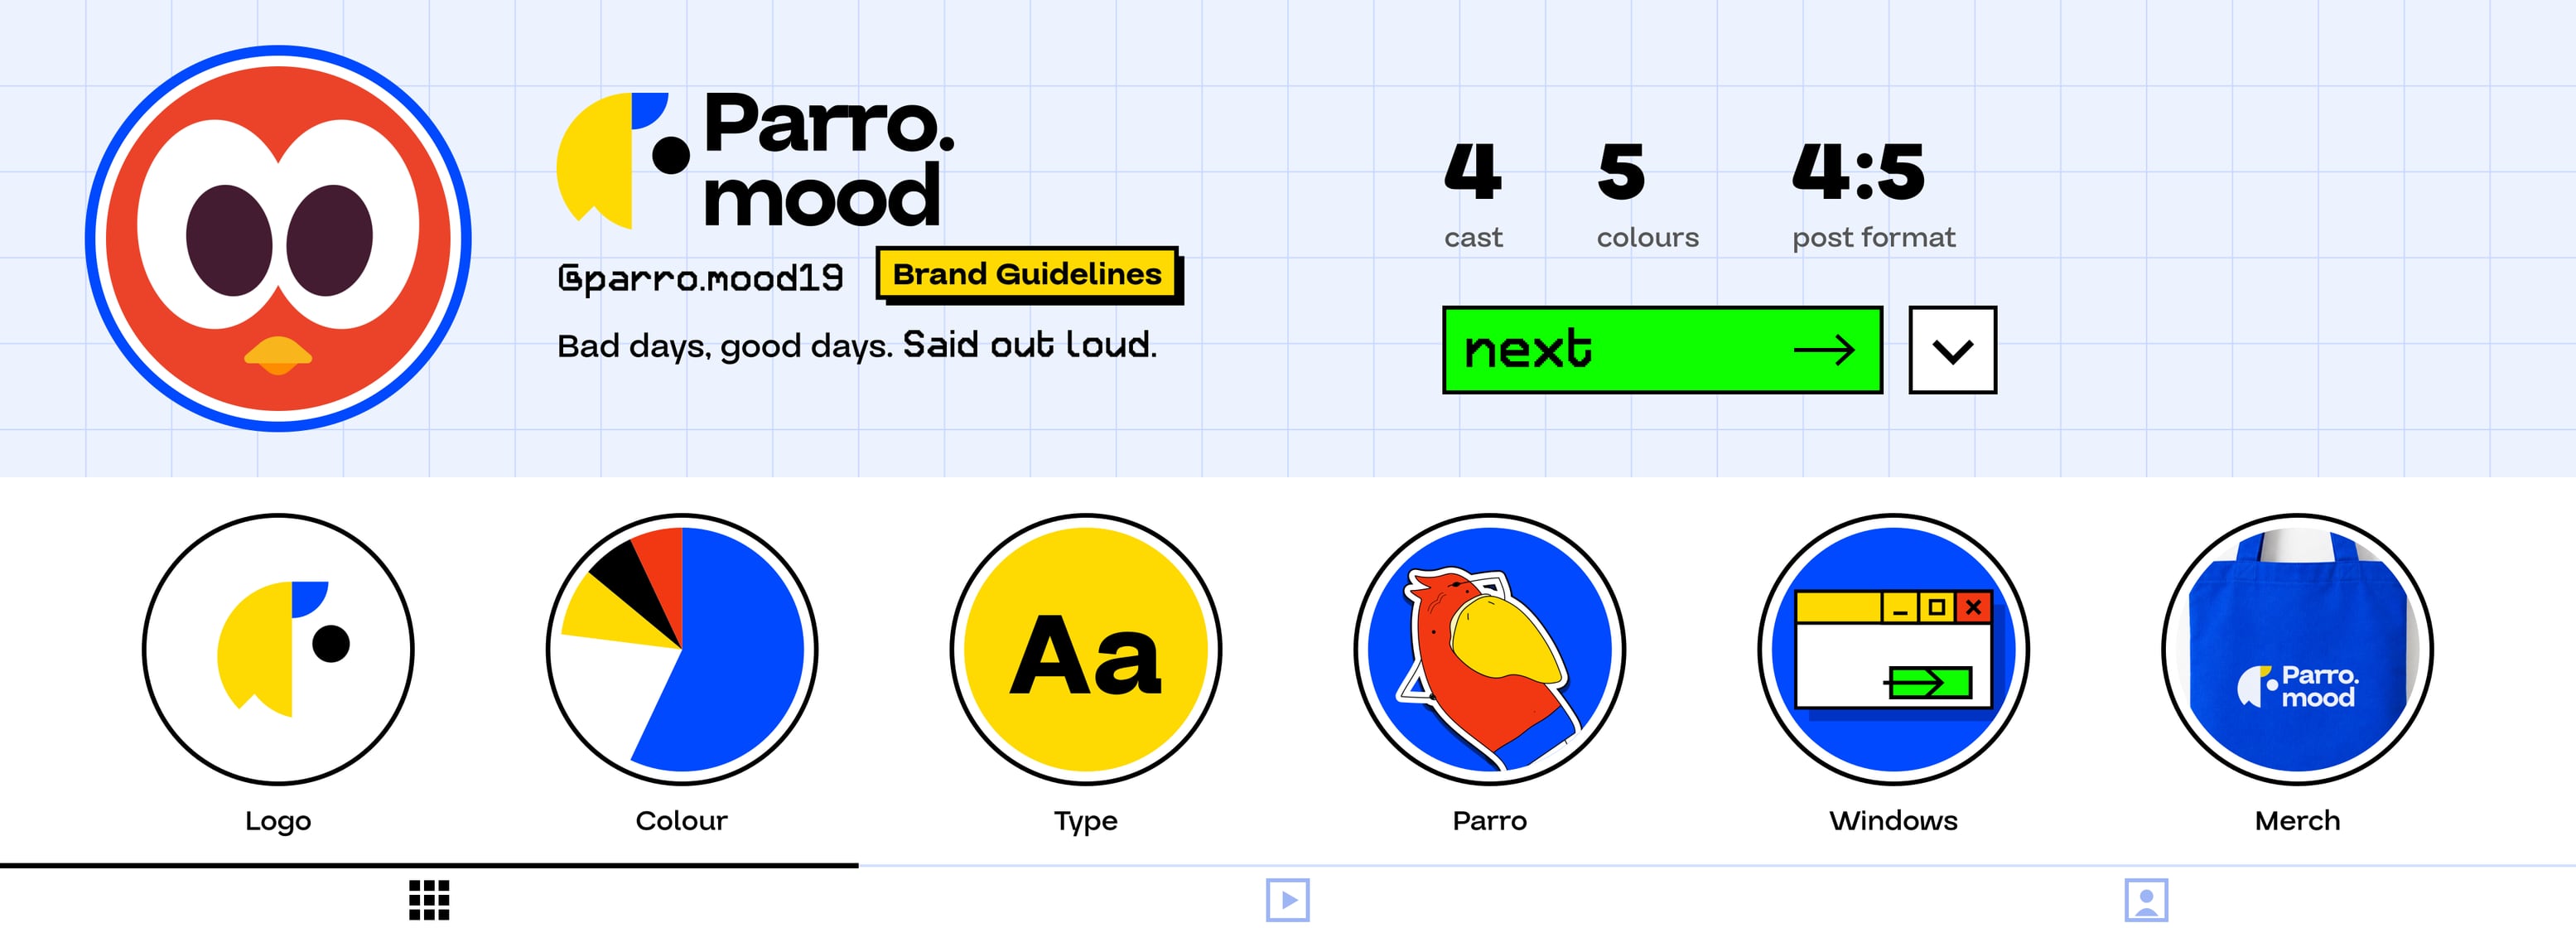 Parro.
mood
@parro.mood19
Brand Guidelines
Bad days, good days. Said out loud.
4
cast
5
colours
4:5
post format
next
Aa
Parro.
mood
Logo
Colour
Type
Parro
Windows
Merch